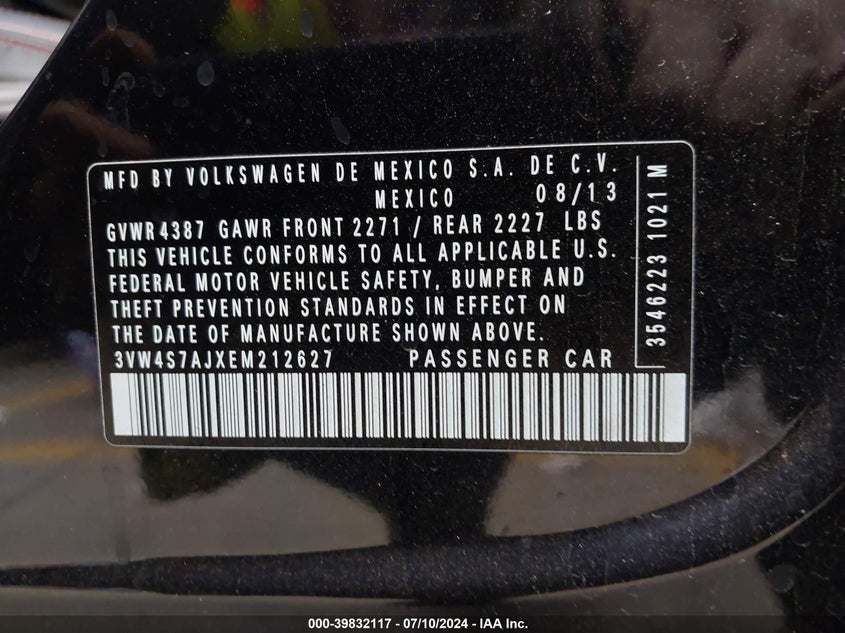 MFD BY VOLKSWAGEN DE MEXICO S.A. DE C.V.
MEXICO 08/13
GVWR 4387 GAWR FRONT 2271 / REAR 2227 LBS
THIS VEHICLE CONFORMS TO ALL APPLICABLE U.S.
FEDERAL MOTOR VEHICLE SAFETY, BUMPER AND
THEFT PREVENTION STANDARDS IN EFFECT ON
THE DATE OF MANUFACTURE SHOWN ABOVE.
3VW4S7AJXEM212627 PASSENGER CAR
3546223 1021 M
000-39832117 - 07/10/2024 - IAA Inc.